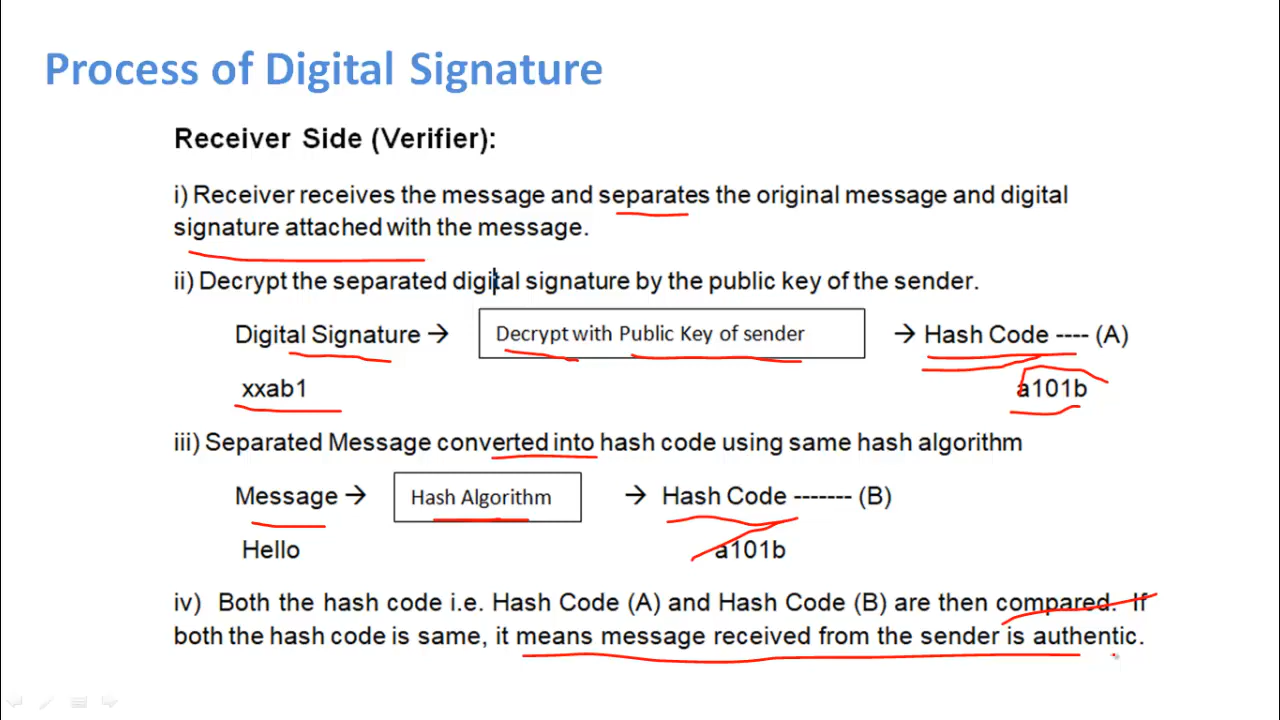 Process of Digital Signature
Receiver Side (Verifier):
i) Receiver receives the message and separates the original message and digital
signature attached with the message.
ii) Decrypt the separated digital signature by the public key of the sender.
Digital Signature → Decrypt with Public Key of sender → Hash Code ---- (A)
xxab1 a101b
iii) Separated Message converted into hash code using same hash algorithm
Message → Hash Algorithm → Hash Code ------- (B)
Hello a101b
iv) Both the hash code i.e. Hash Code (A) and Hash Code (B) are then compared. If
both the hash code is same, it means message received from the sender is authentic.